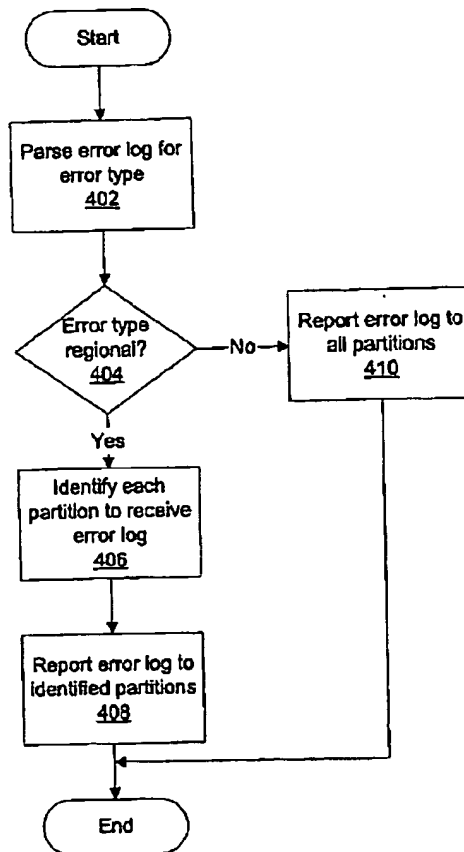 Start
Parse error log for
error type
402
Error type
regional?
404
No
Report error log to
all partitions
410
Yes
Identify each
partition to receive
error log
406
Report error log to
identified partitions
408
End